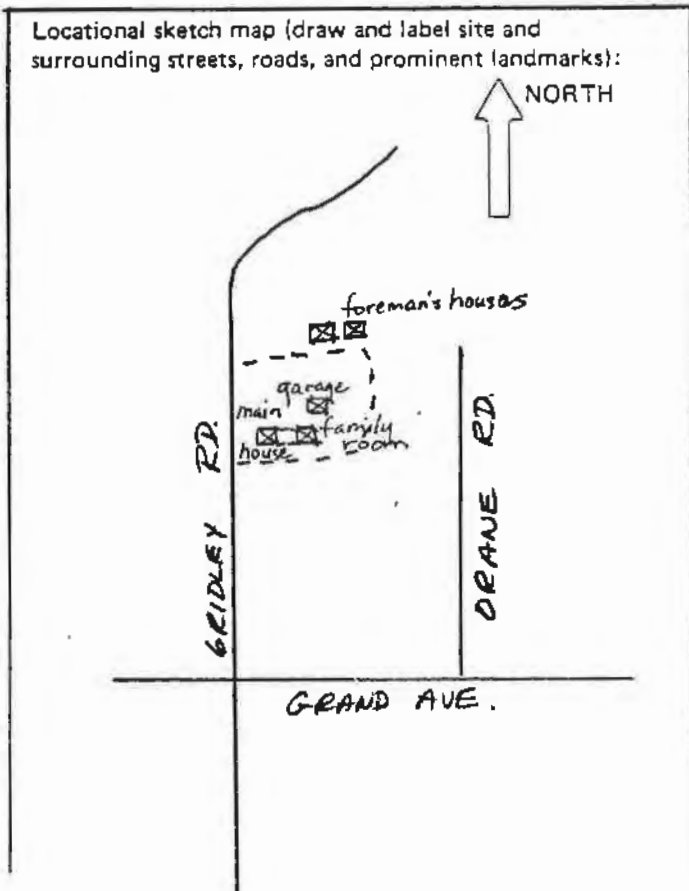 Locational sketch map (draw and label site and
surrounding streets, roads, and prominent landmarks):
NORTH
foreman's houses
garage
main
family
house
room
GRIDLEY RD.
ORANE RD.
GRAND AVE.